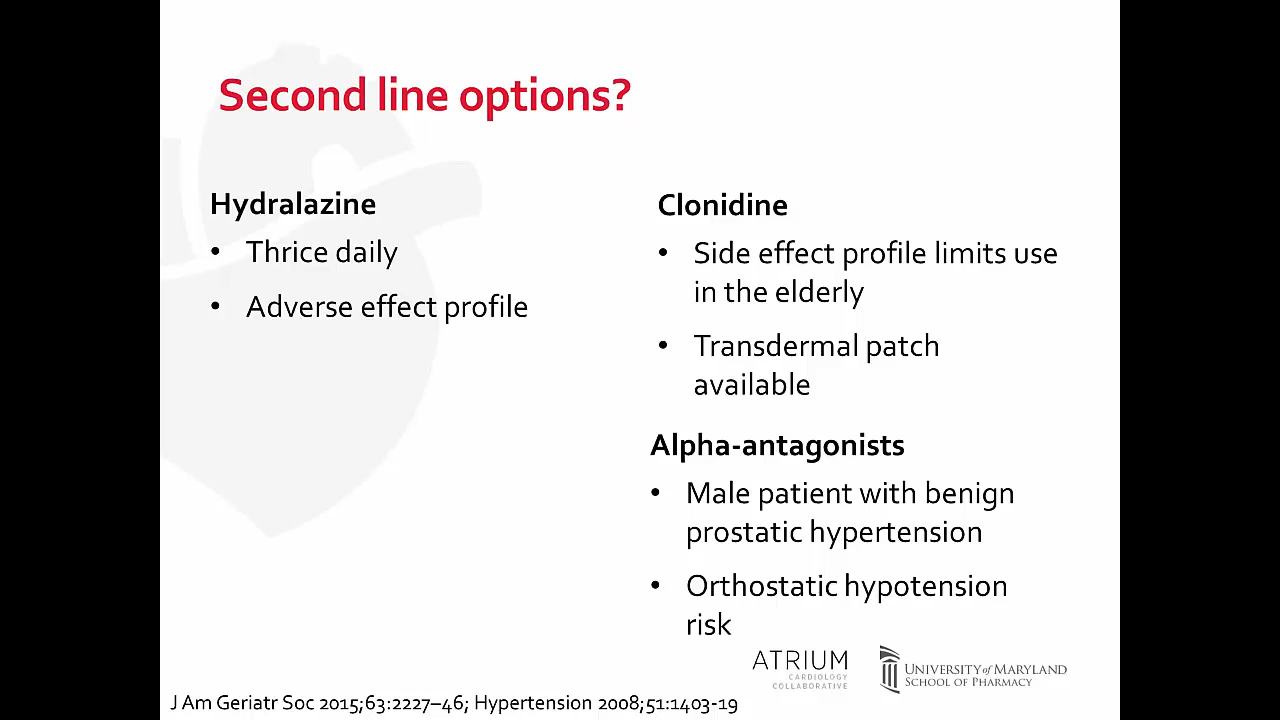 Second line options?
Hydralazine
• Thrice daily
• Adverse effect profile
Clonidine
• Side effect profile limits use
in the elderly
• Transdermal patch
available
Alpha-antagonists
• Male patient with benign
prostatic hypertension
• Orthostatic hypotension
risk
ATRIUM
CARDIOLOGY
COLLABORATIVE
UNIVERSITY of MARYLAND
SCHOOL OF PHARMACY
J Am Geriatr Soc 2015;63:2227–46; Hypertension 2008;51:1403-19